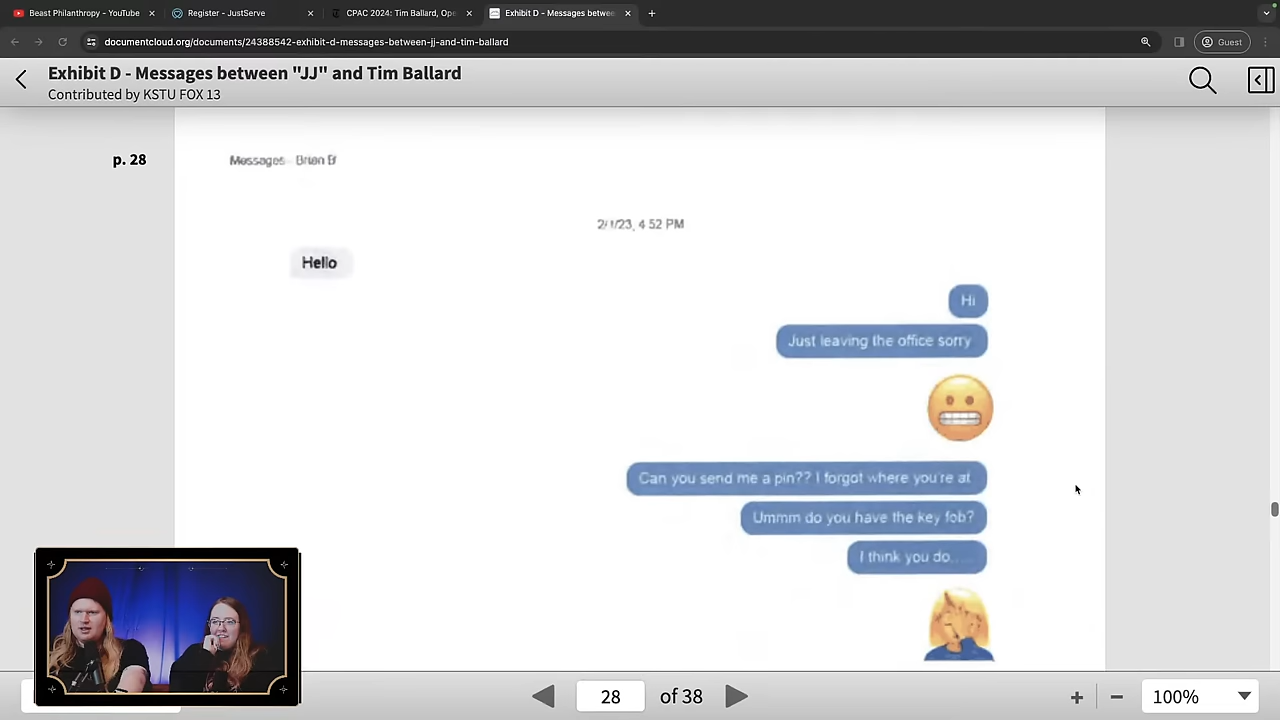 Beast Philanthropy - YouTube
Register - JustServe
CPAC 2024: Tim Ballard, Ope
Exhibit D - Messages betwee
documentcloud.org/documents/24388542-exhibit-d-messages-between-jj-and-tim-ballard
Guest
Exhibit D - Messages between "JJ" and Tim Ballard
Contributed by KSTU FOX 13
p. 28
Messages - Brian B
2/1/23, 4 52 PM
Hello
Hi
Just leaving the office sorry
Can you send me a pin?? I forgot where you're at
Ummm do you have the key fob?
I think you do.....
28 of 38
100%